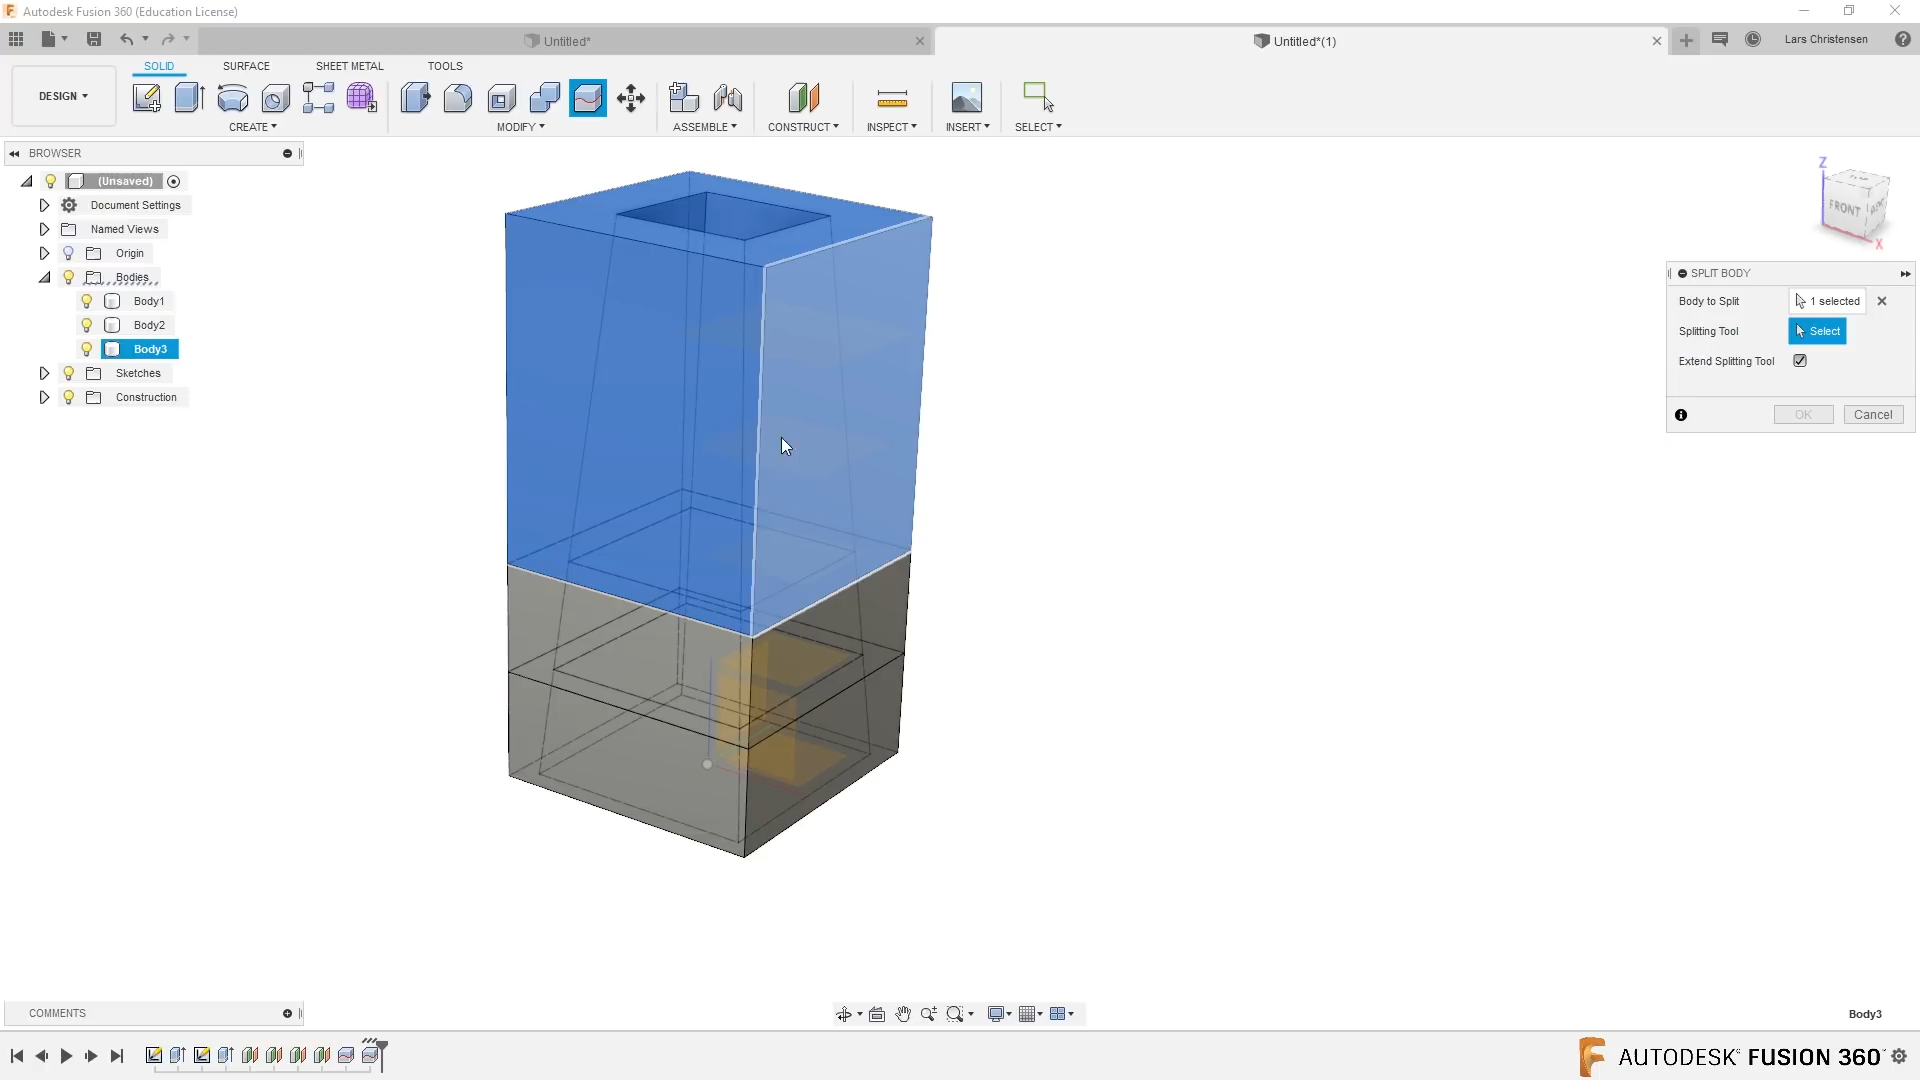 Autodesk Fusion 360 (Education License)
Untitled*
Untitled*(1)
Lars Christensen
SOLID
SURFACE
SHEET METAL
TOOLS
DESIGN
CREATE
MODIFY
ASSEMBLE
CONSTRUCT
INSPECT
INSERT
SELECT
BROWSER
(Unsaved)
Document Settings
Named Views
Origin
Bodies
Body1
Body2
Body3
Sketches
Construction
Z
FRONT
X
SPLIT BODY
Body to Split
1 selected
Splitting Tool
Select
Extend Splitting Tool
OK
Cancel
COMMENTS
Body3
AUTODESK® FUSION 360